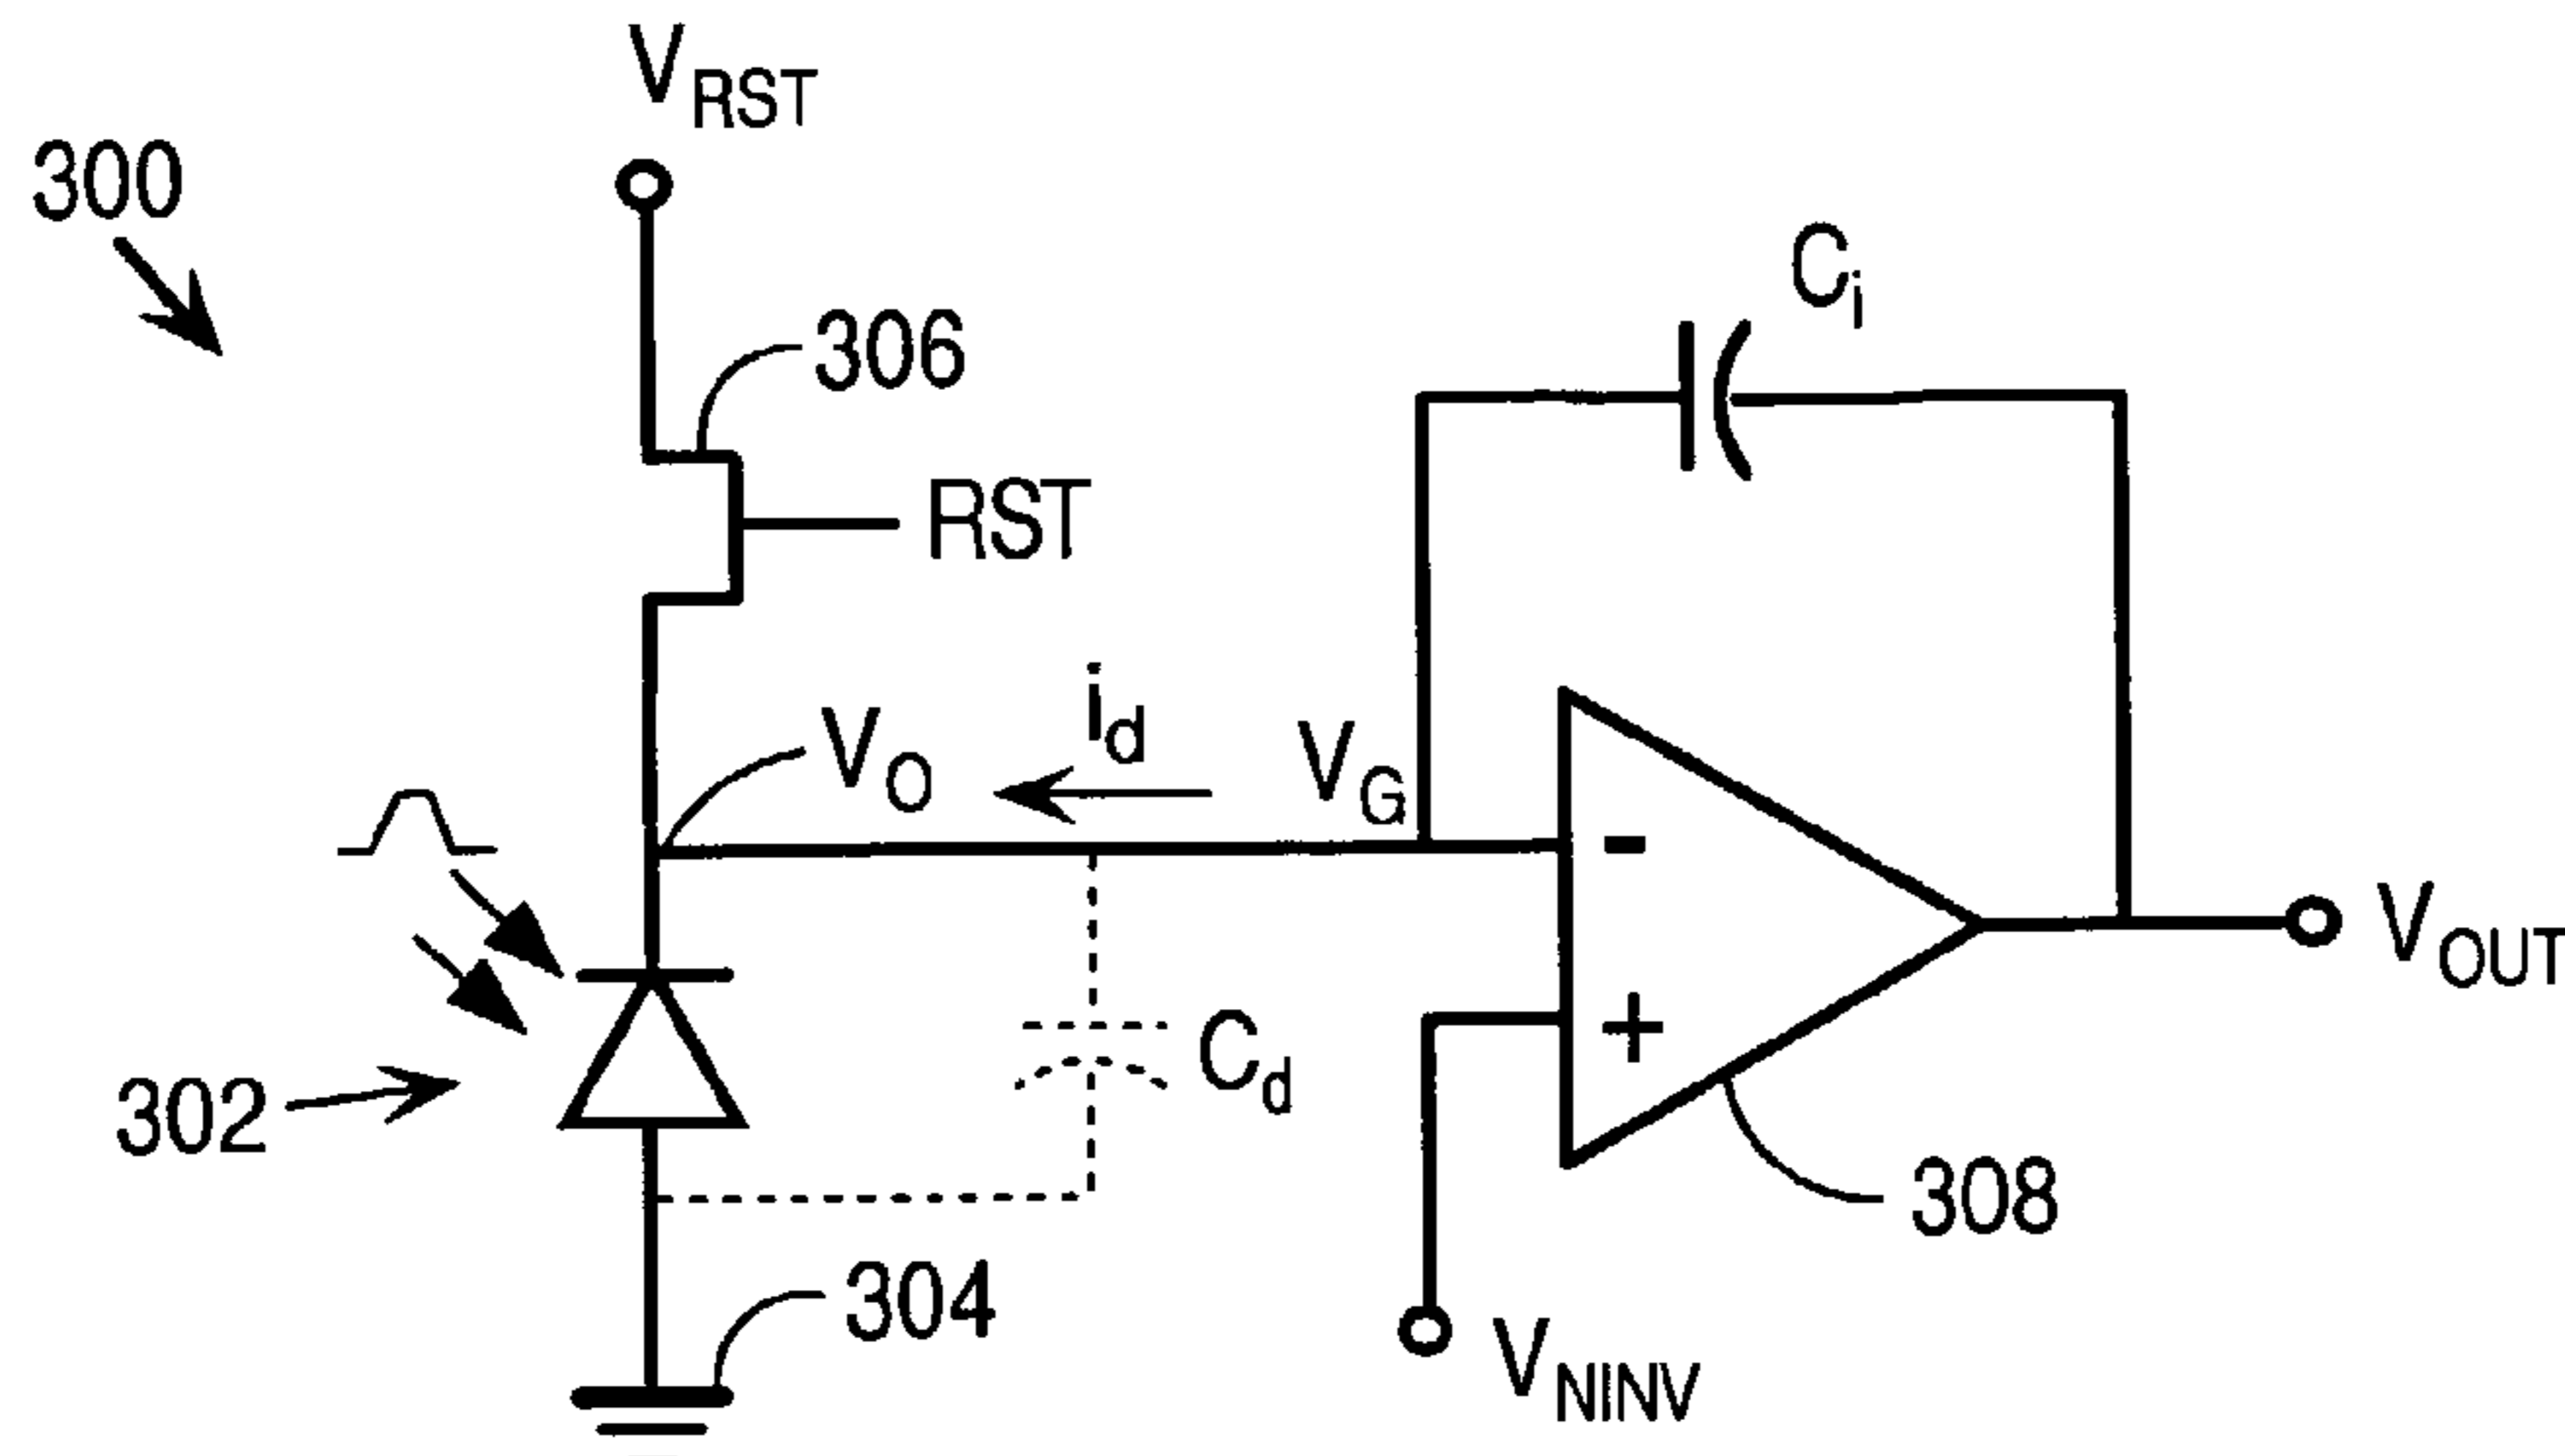 V_RST
300
C_i
306
RST
i_d
V_O
V_G
-
V_OUT
+
C_d
302
308
304
V_NINV